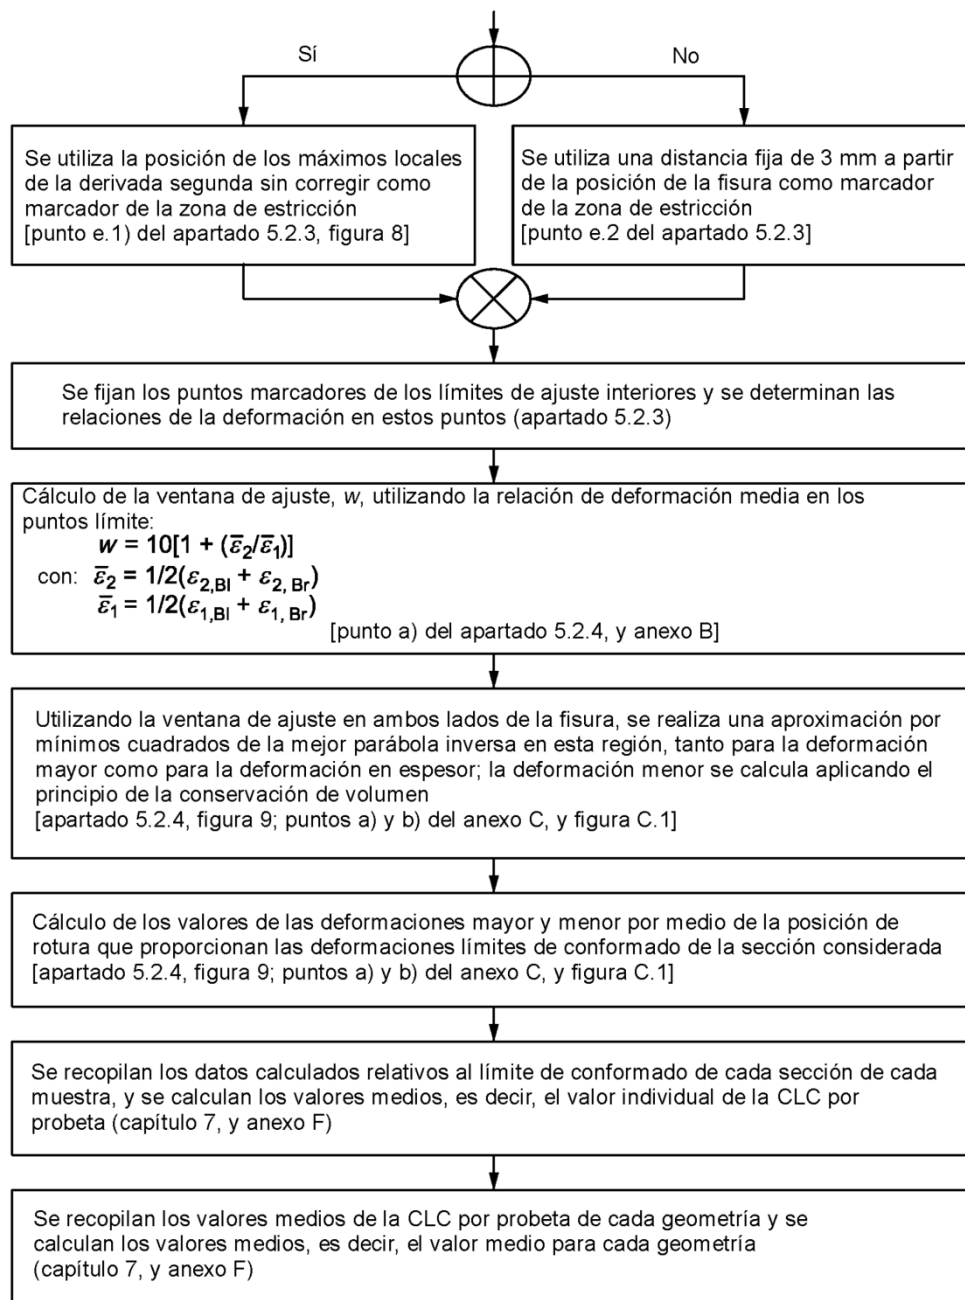 Sí
No
Se utiliza la posición de los máximos locales
de la derivada segunda sin corregir como
marcador de la zona de estricción
[punto e.1) del apartado 5.2.3, figura 8]
Se utiliza una distancia fija de 3 mm a partir
de la posición de la fisura como marcador
de la zona de estricción
[punto e.2 del apartado 5.2.3]
Se fijan los puntos marcadores de los límites de ajuste interiores y se determinan las
relaciones de la deformación en estos puntos (apartado 5.2.3)
Cálculo de la ventana de ajuste, w, utilizando la relación de deformación media en los
puntos límite:
w = 10[1 + (ε̅₂/ε̅₁)]
con: ε̅₂ = 1/2(ε₂,Bl + ε₂, Br)
ε̅₁ = 1/2(ε₁,Bl + ε₁, Br)
[punto a) del apartado 5.2.4, y anexo B]
Utilizando la ventana de ajuste en ambos lados de la fisura, se realiza una aproximación por
mínimos cuadrados de la mejor parábola inversa en esta región, tanto para la deformación
mayor como para la deformación en espesor; la deformación menor se calcula aplicando el
principio de la conservación de volumen
[apartado 5.2.4, figura 9; puntos a) y b) del anexo C, y figura C.1]
Cálculo de los valores de las deformaciones mayor y menor por medio de la posición de
rotura que proporcionan las deformaciones límites de conformado de la sección considerada
[apartado 5.2.4, figura 9; puntos a) y b) del anexo C, y figura C.1]
Se recopilan los datos calculados relativos al límite de conformado de cada sección de cada
muestra, y se calculan los valores medios, es decir, el valor individual de la CLC por
probeta (capítulo 7, y anexo F)
Se recopilan los valores medios de la CLC por probeta de cada geometría y se
calculan los valores medios, es decir, el valor medio para cada geometría
(capítulo 7, y anexo F)